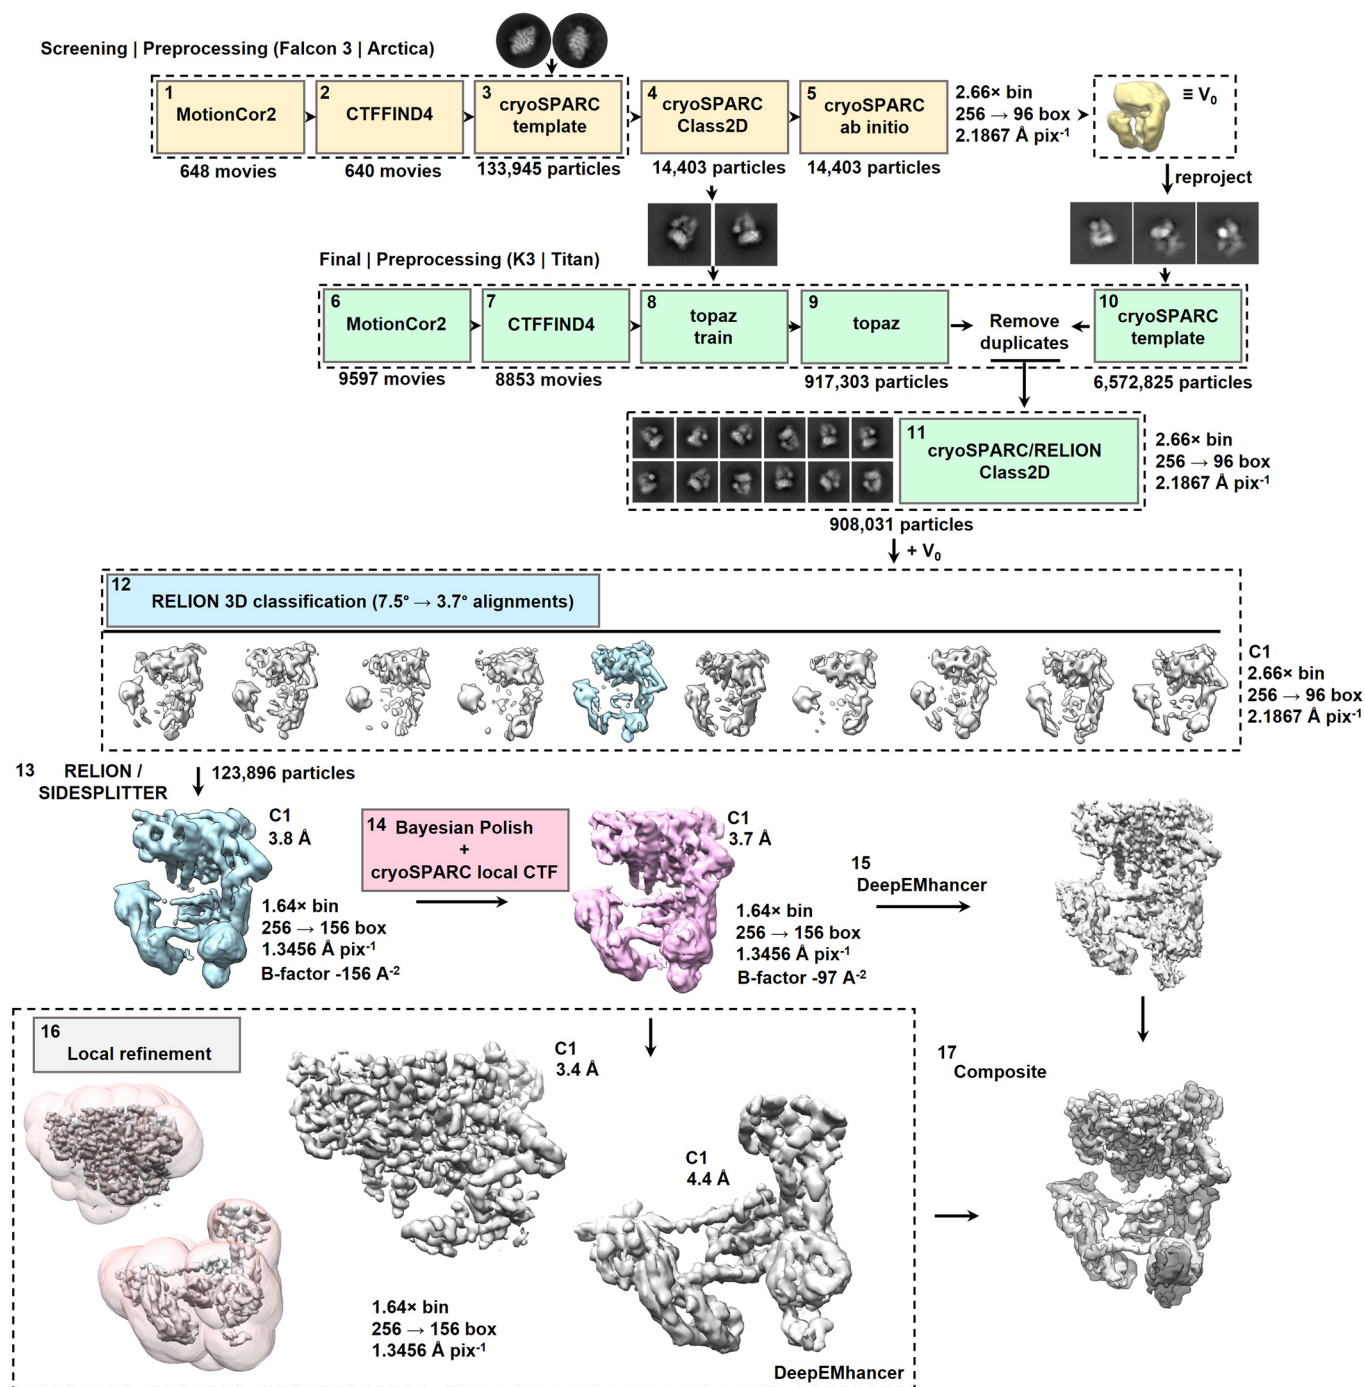 Screening | Preprocessing (Falcon 3 | Arctica)
1
MotionCor2
648 movies
2
CTFFIND4
640 movies
3
cryoSPARC
template
133,945 particles
4
cryoSPARC
Class2D
14,403 particles
5
cryoSPARC
ab initio
14,403 particles
2.66× bin
256 → 96 box
2.1867 Å pix-1
≡ V0
reproject
Final | Preprocessing (K3 | Titan)
6
MotionCor2
9597 movies
7
CTFFIND4
8853 movies
8
topaz
train
9
topaz
917,303 particles
Remove
duplicates
10
cryoSPARC
template
6,572,825 particles
11
cryoSPARC/RELION
Class2D
2.66× bin
256 → 96 box
2.1867 Å pix-1
908,031 particles
+ V0
12
RELION 3D classification (7.5° → 3.7° alignments)
C1
2.66× bin
256 → 96 box
2.1867 Å pix-1
13 RELION /
SIDESPLITTER
123,896 particles
C1
3.8 Å
1.64× bin
256 → 156 box
1.3456 Å pix-1
B-factor -156 A-2
14 Bayesian Polish
+
cryoSPARC local CTF
C1
3.7 Å
1.64× bin
256 → 156 box
1.3456 Å pix-1
B-factor -97 A-2
15
DeepEMhancer
16
Local refinement
C1
3.4 Å
C1
4.4 Å
1.64× bin
256 → 156 box
1.3456 Å pix-1
DeepEMhancer
17
Composite